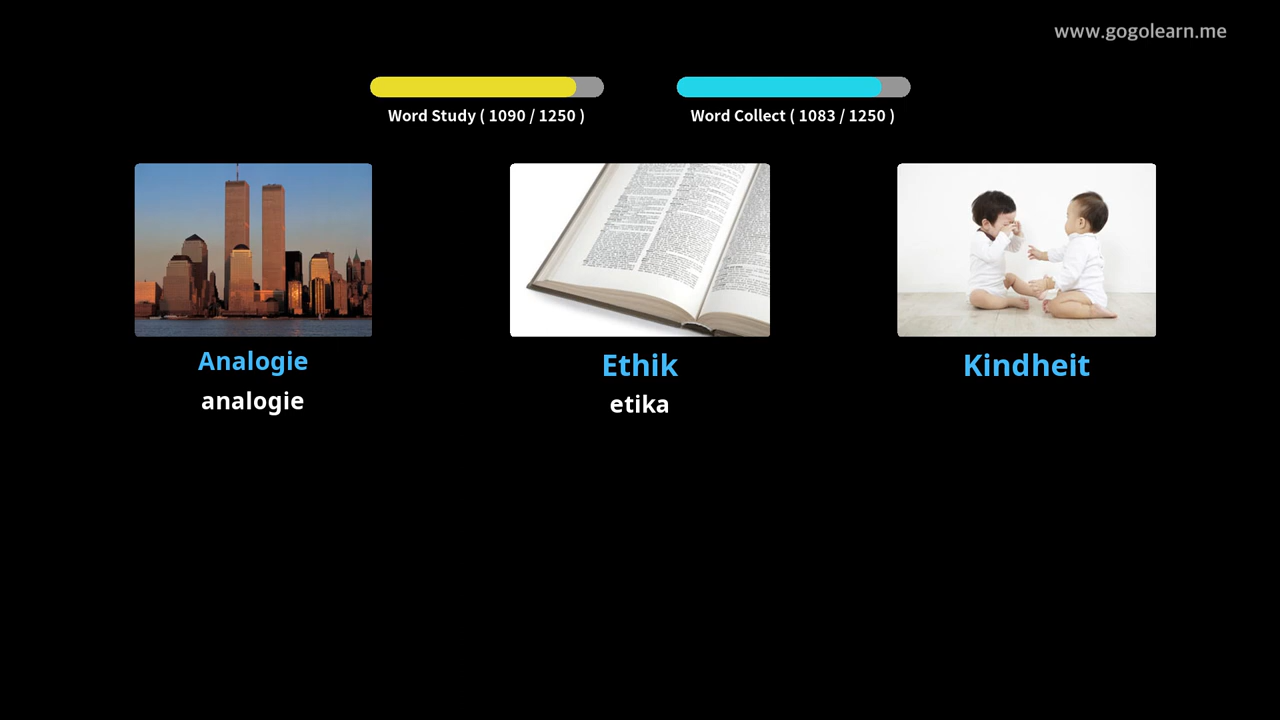 www.gogolearn.me
Word Study ( 1090 / 1250 )
Word Collect ( 1083 / 1250 )
Analogie
analogie
Ethik
etika
Kindheit